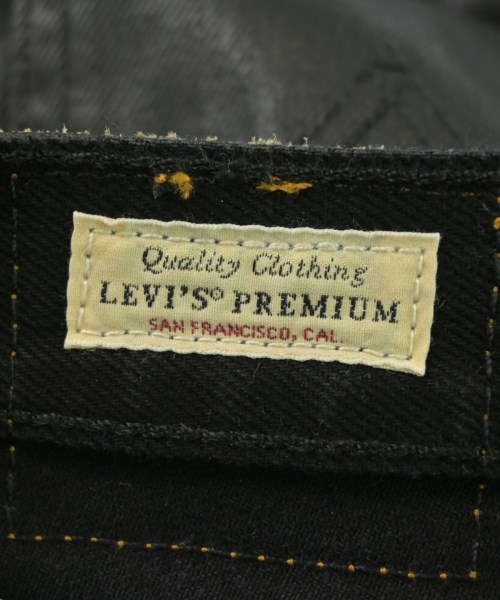 Quality Clothing
LEVI'S® PREMIUM
SAN FRANCISCO, CAL.